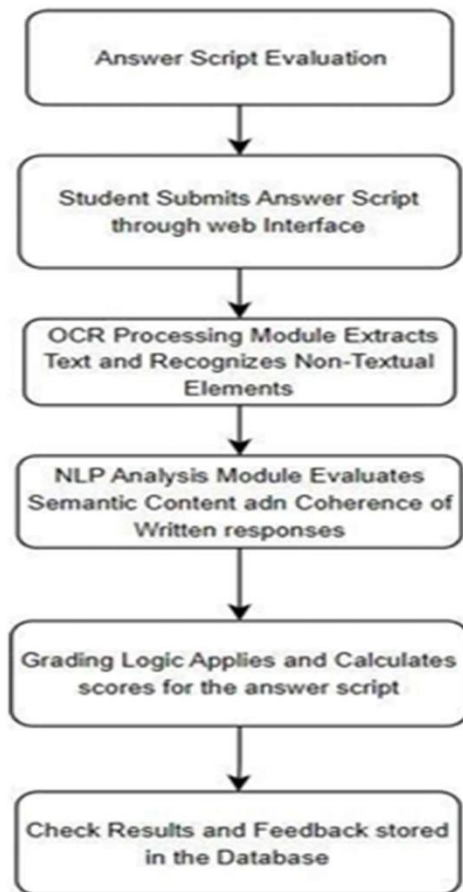 Answer Script Evaluation
Student Submits Answer Script
through web Interface
OCR Processing Module Extracts
Text and Recognizes Non-Textual
Elements
NLP Analysis Module Evaluates
Semantic Content adn Coherence of
Written responses
Grading Logic Applies and Calculates
scores for the answer script
Check Results and Feedback stored
in the Database